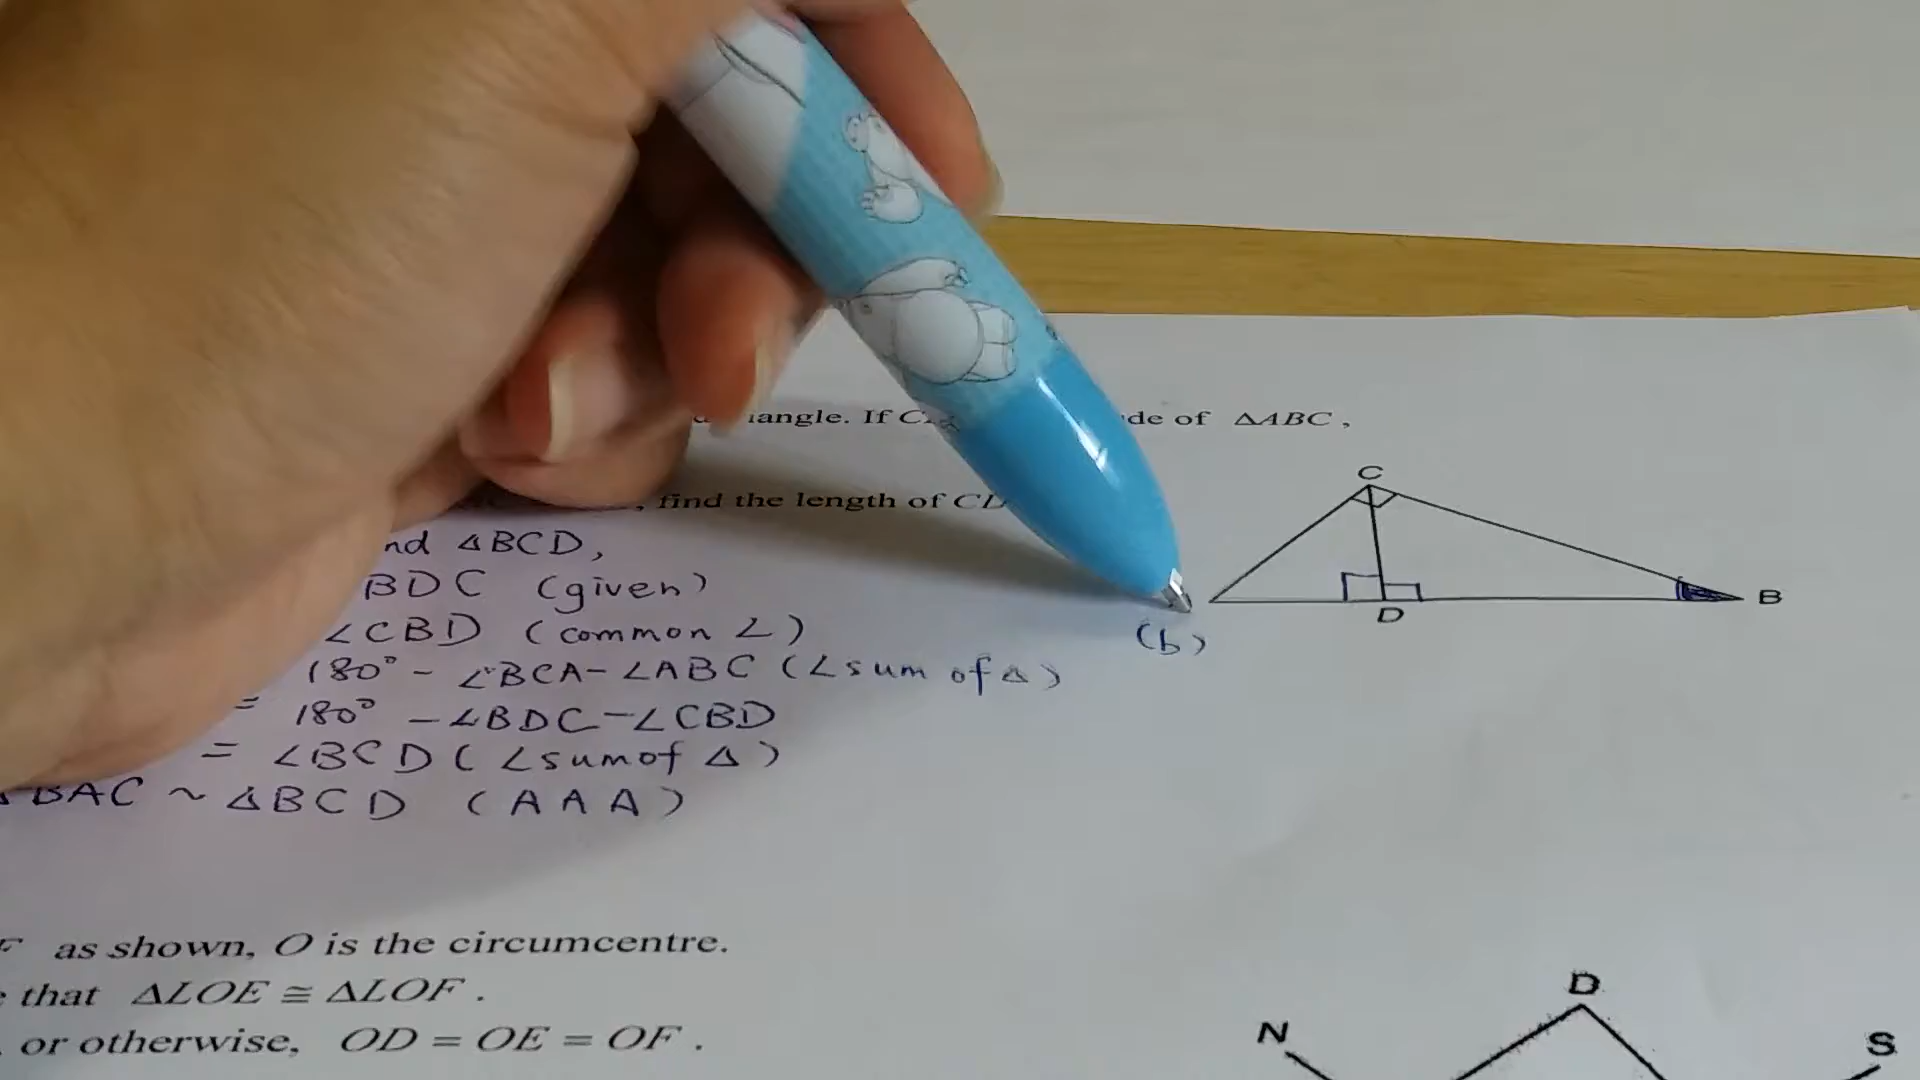 angle. If
de of ΔABC ,
, find the length of
nd ΔBCD,
BDC (given)
∠CBD (common ∠)
180° - ∠BCA-∠ABC (∠sum of Δ)
= 180° -∠BDC-∠CBD
= ∠BCD (∠sum of Δ)
BAC ~ ΔBCD (AAA)
C
D
B
(b)
F as shown, O is the circumcentre.
that ΔLOE ≅ ΔLOF .
or otherwise, OD = OE = OF .
D
N
S